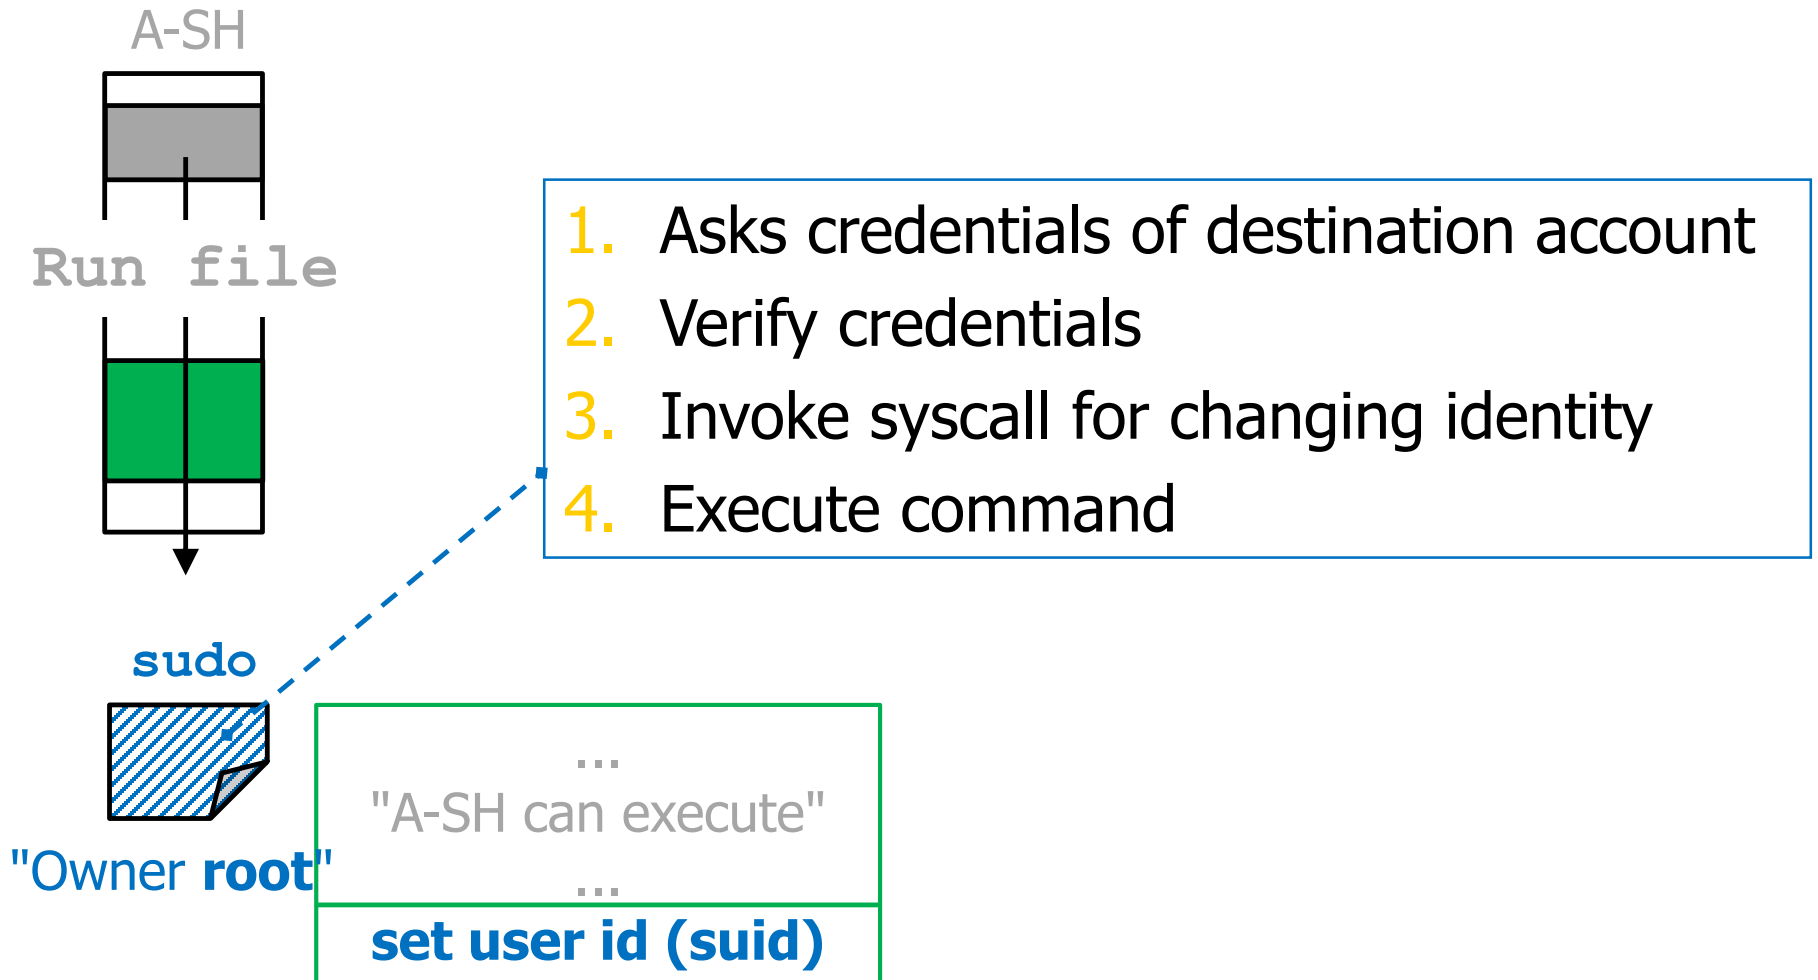 A-SH
Run file
1. Asks credentials of destination account
2. Verify credentials
3. Invoke syscall for changing identity
4. Execute command
sudo
"Owner root"
...
"A-SH can execute"
...
set user id (suid)